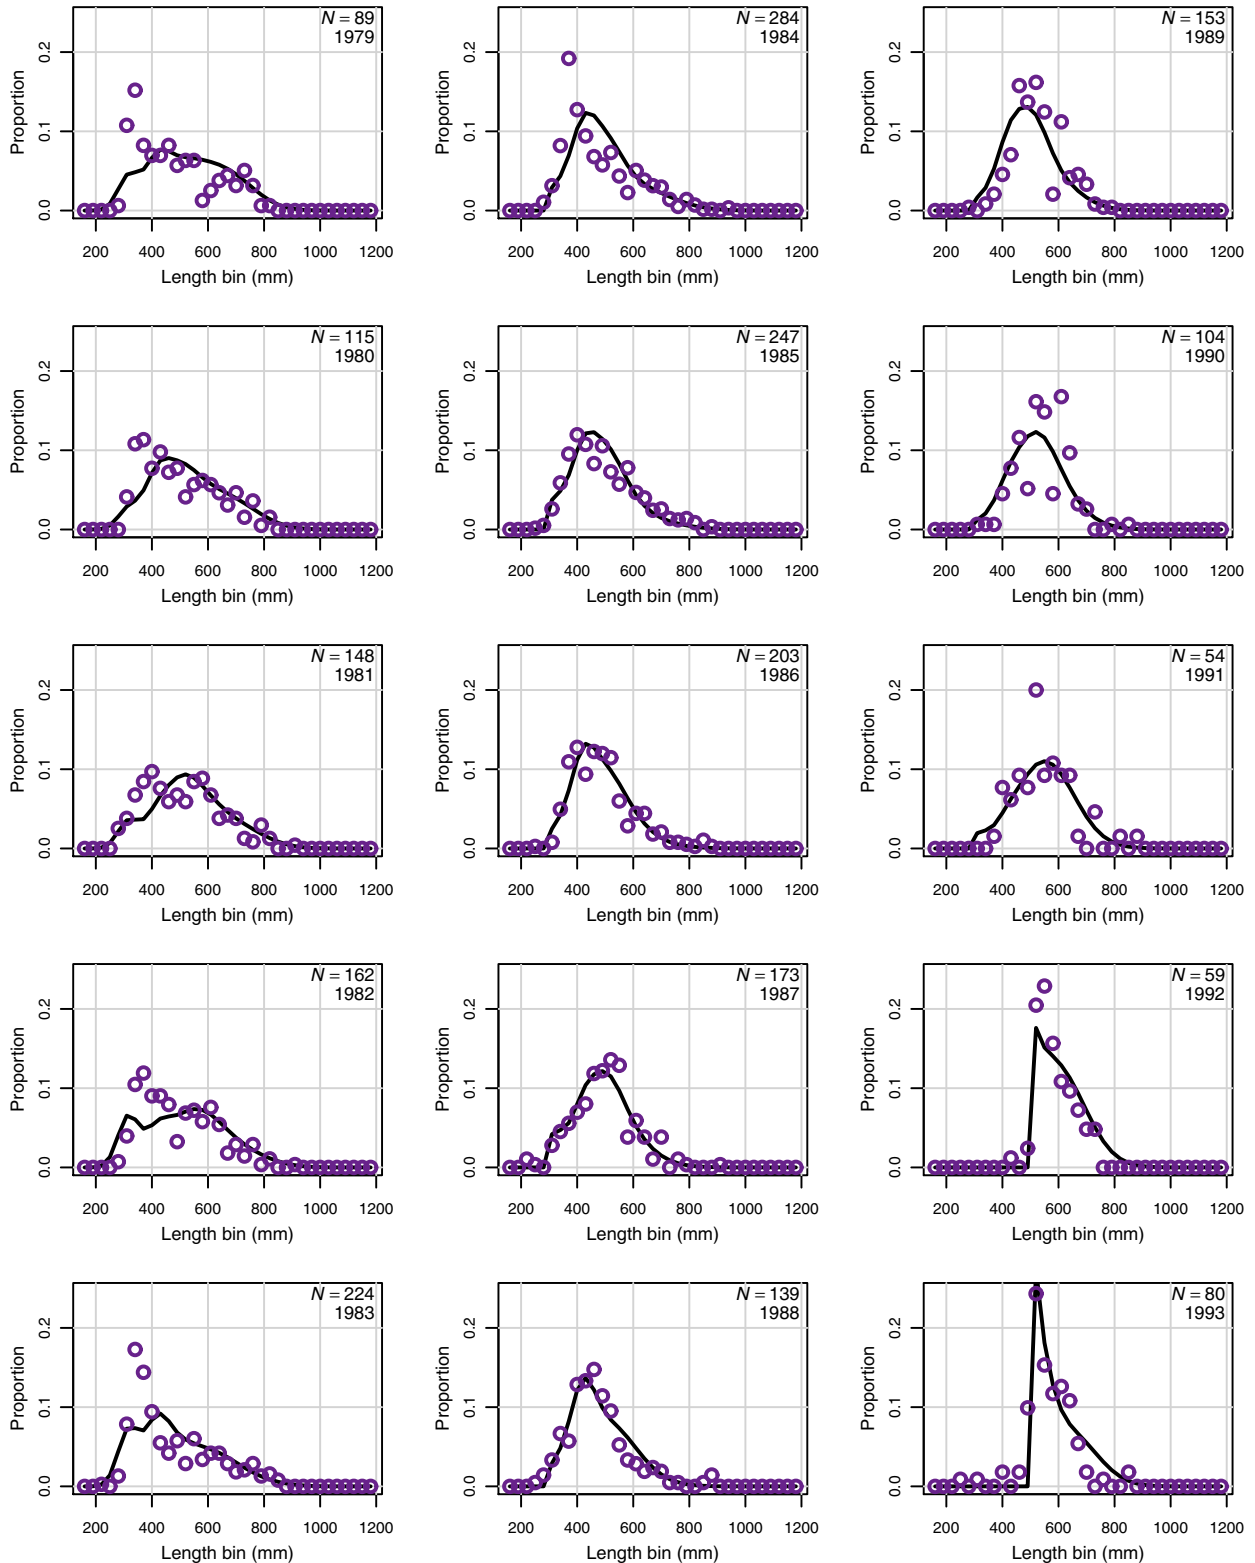 N = 89
1979
0.2
0.1
0.0
Proportion
200 400 600 800 1000 1200
Length bin (mm)
N = 284
1984
0.2
0.1
0.0
Proportion
200 400 600 800 1000 1200
Length bin (mm)
N = 153
1989
0.2
0.1
0.0
Proportion
200 400 600 800 1000 1200
Length bin (mm)
N = 115
1980
0.2
0.1
0.0
Proportion
200 400 600 800 1000 1200
Length bin (mm)
N = 247
1985
0.2
0.1
0.0
Proportion
200 400 600 800 1000 1200
Length bin (mm)
N = 104
1990
0.2
0.1
0.0
Proportion
200 400 600 800 1000 1200
Length bin (mm)
N = 148
1981
0.2
0.1
0.0
Proportion
200 400 600 800 1000 1200
Length bin (mm)
N = 203
1986
0.2
0.1
0.0
Proportion
200 400 600 800 1000 1200
Length bin (mm)
N = 54
1991
0.2
0.1
0.0
Proportion
200 400 600 800 1000 1200
Length bin (mm)
N = 162
1982
0.2
0.1
0.0
Proportion
200 400 600 800 1000 1200
Length bin (mm)
N = 173
1987
0.2
0.1
0.0
Proportion
200 400 600 800 1000 1200
Length bin (mm)
N = 59
1992
0.2
0.1
0.0
Proportion
200 400 600 800 1000 1200
Length bin (mm)
N = 224
1983
0.2
0.1
0.0
Proportion
200 400 600 800 1000 1200
Length bin (mm)
N = 139
1988
0.2
0.1
0.0
Proportion
200 400 600 800 1000 1200
Length bin (mm)
N = 80
1993
0.2
0.1
0.0
Proportion
200 400 600 800 1000 1200
Length bin (mm)